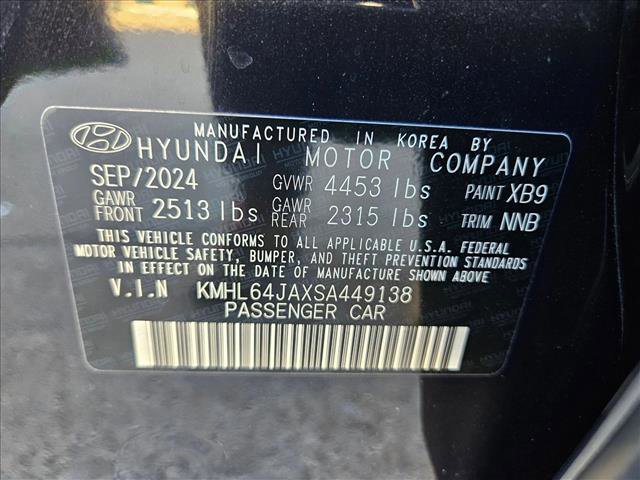 MANUFACTURED IN KOREA BY
HYUNDAI MOTOR COMPANY
SEP/2024 GVWR 4453 lbs PAINT XB9
GAWR FRONT 2513 lbs GAWR REAR 2315 lbs TRIM NNB
THIS VEHICLE CONFORMS TO ALL APPLICABLE U.S.A. FEDERAL
MOTOR VEHICLE SAFETY, BUMPER, AND THEFT PREVENTION STANDARDS
IN EFFECT ON THE DATE OF MANUFACTURE SHOWN ABOVE
V.I.N KMHL64JAXSA449138
PASSENGER CAR